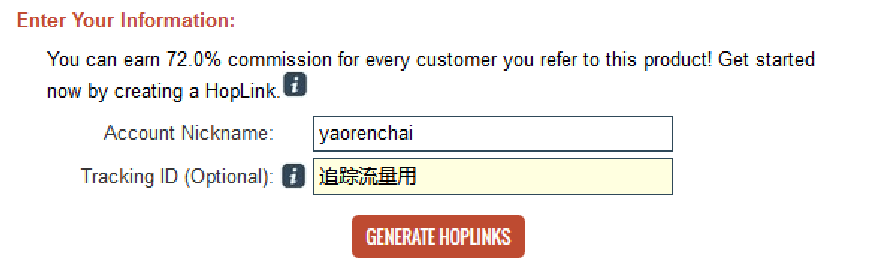 Enter Your Information:
You can earn 72.0% commission for every customer you refer to this product! Get started
now by creating a HopLink.
Account Nickname: yaorenchai
Tracking ID (Optional): 追踪流量用
GENERATE HOPLINKS